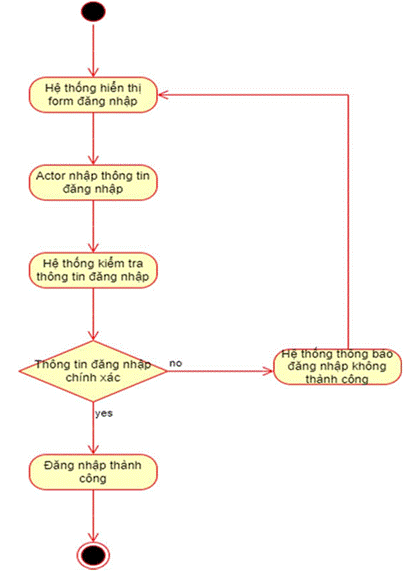 Hệ thống hiển thị
form đăng nhập
Actor nhập thông tin
đăng nhập
Hệ thống kiểm tra
thông tin đăng nhập
Thông tin đăng nhập
chính xác
no
Hệ thống thông báo
đăng nhập không
thành công
yes
Đăng nhập thành
công